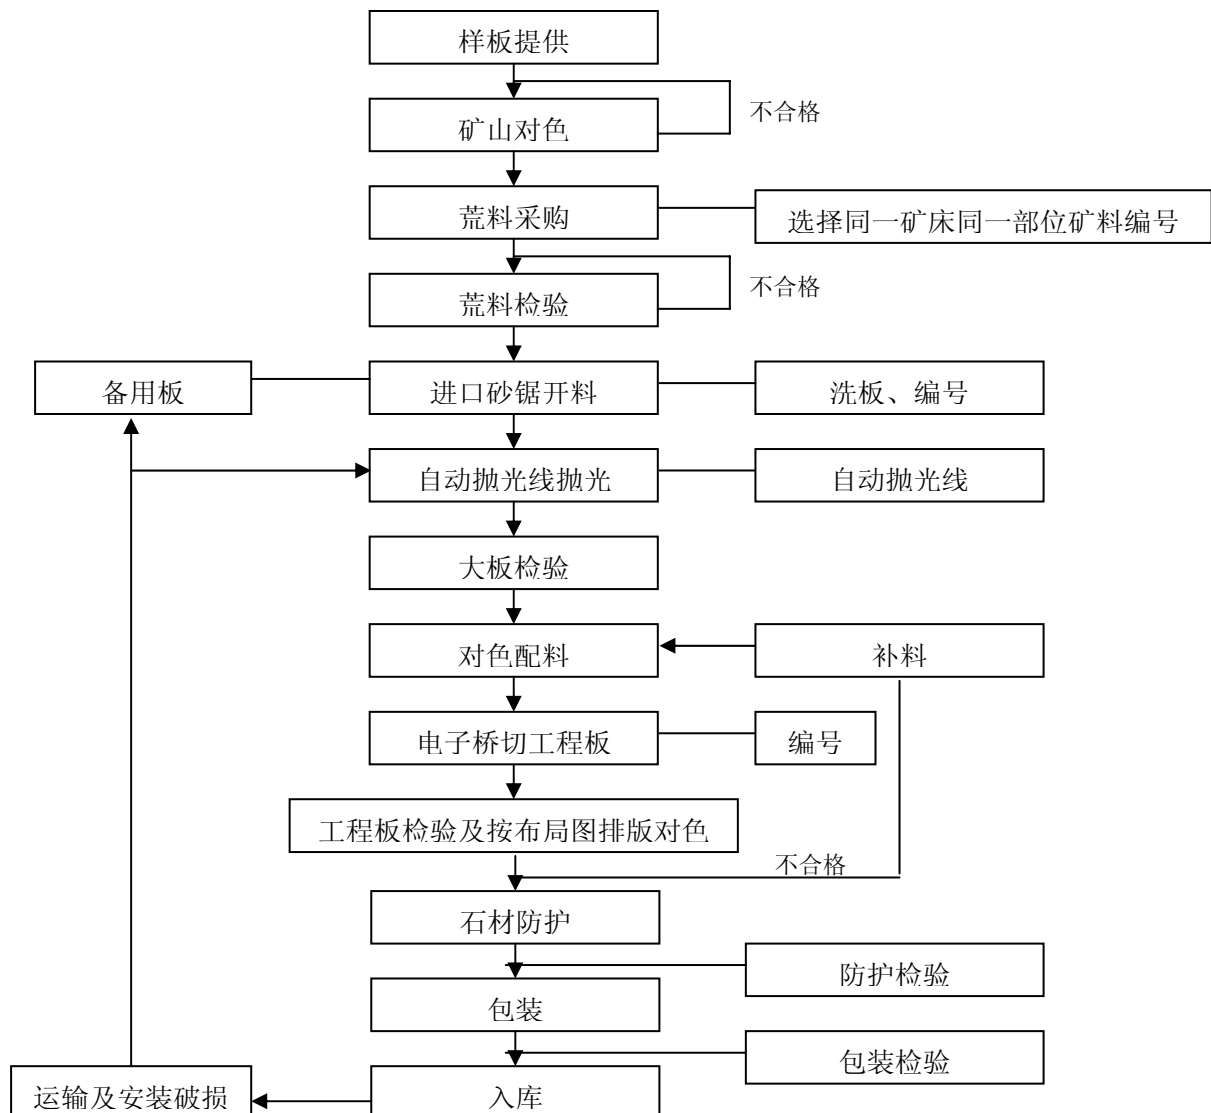 样板提供
不合格
矿山对色
荒料采购
选择同一矿床同一部位矿料编号
不合格
荒料检验
备用板
进口砂锯开料
洗板、编号
自动抛光线抛光
自动抛光线
大板检验
对色配料
补料
电子桥切工程板
编号
工程板检验及按布局图排版对色
不合格
石材防护
防护检验
包装
包装检验
运输及安装破损
入库